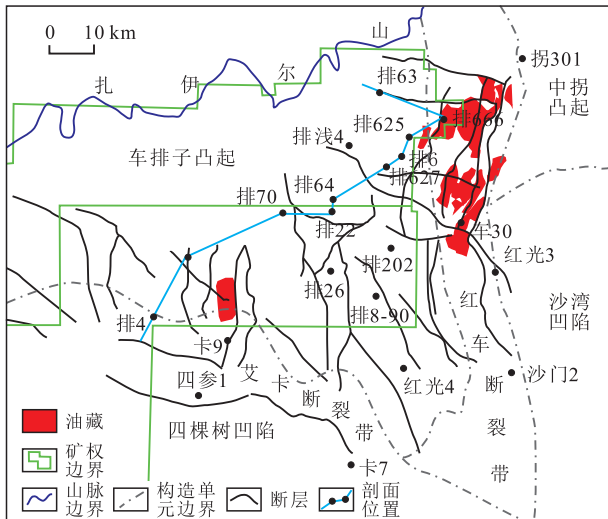 0 10 km
山
尔
伊
扎
拐301
中拐
凸起
排63
排666
排625
排浅4
排6
排627
车排子凸起
排64
排70
排22
车30
红光3
排202
排26
排8-90
沙湾
凹陷
排4
卡9
四参1
红光4
沙门2
卡7
四棵树凹陷
艾
卡
断
裂
带
红
车
断
裂
带
油藏
矿权
边界
山脉
边界
构造单
元边界
断层
剖面
位置